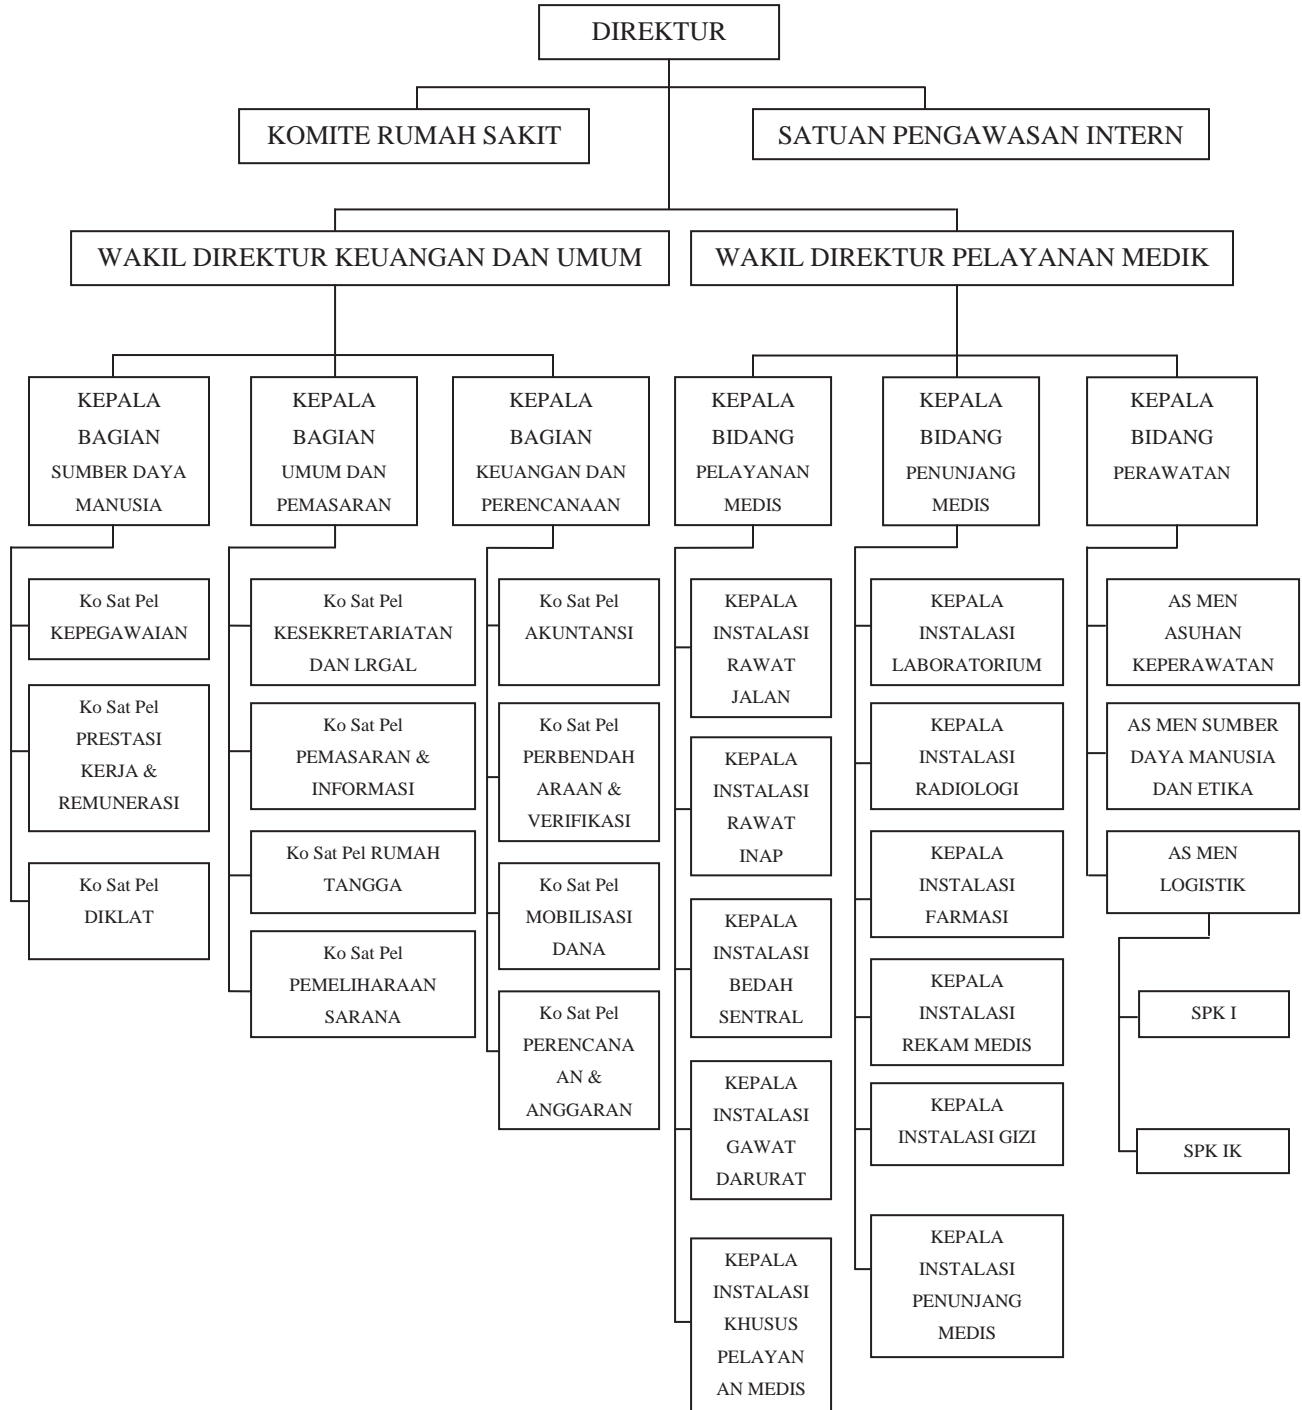 DIREKTUR
KOMITE RUMAH SAKIT
SATUAN PENGAWASAN INTERN
WAKIL DIREKTUR KEUANGAN DAN UMUM
WAKIL DIREKTUR PELAYANAN MEDIK
KEPALA
BAGIAN
SUMBER DAYA
MANUSIA
KEPALA
BAGIAN
UMUM DAN
PEMASARAN
KEPALA
BAGIAN
KEUANGAN DAN
PERENCANAAN
KEPALA
BIDANG
PELAYANAN
MEDIS
KEPALA
BIDANG
PENUNJANG
MEDIS
KEPALA
BIDANG
PERAWATAN
Ko Sat Pel
KEPEGAWAIAN
Ko Sat Pel
PRESTASI
KERJA &
REMUNERASI
Ko Sat Pel
DIKLAT
Ko Sat Pel
KESEKRETARIATAN
DAN LRGAL
Ko Sat Pel
PEMASARAN &
INFORMASI
Ko Sat Pel RUMAH
TANGGA
Ko Sat Pel
PEMELIHARAAN
SARANA
Ko Sat Pel
AKUNTANSI
Ko Sat Pel
PERBENDAH
ARAAN &
VERIFIKASI
Ko Sat Pel
MOBILISASI
DANA
Ko Sat Pel
PERENCANA
AN &
ANGGARAN
KEPALA
INSTALASI
RAWAT
JALAN
KEPALA
INSTALASI
RAWAT
INAP
KEPALA
INSTALASI
BEDAH
SENTRAL
KEPALA
INSTALASI
GAWAT
DARURAT
KEPALA
INSTALASI
KHUSUS
PELAYAN
AN MEDIS
KEPALA
INSTALASI
LABORATORIUM
KEPALA
INSTALASI
RADIOLOGI
KEPALA
INSTALASI
FARMASI
KEPALA
INSTALASI
REKAM MEDIS
KEPALA
INSTALASI GIZI
KEPALA
INSTALASI
PENUNJANG
MEDIS
AS MEN
ASUHAN
KEPERAWATAN
AS MEN SUMBER
DAYA MANUSIA
DAN ETIKA
AS MEN
LOGISTIK
SPK I
SPK IK